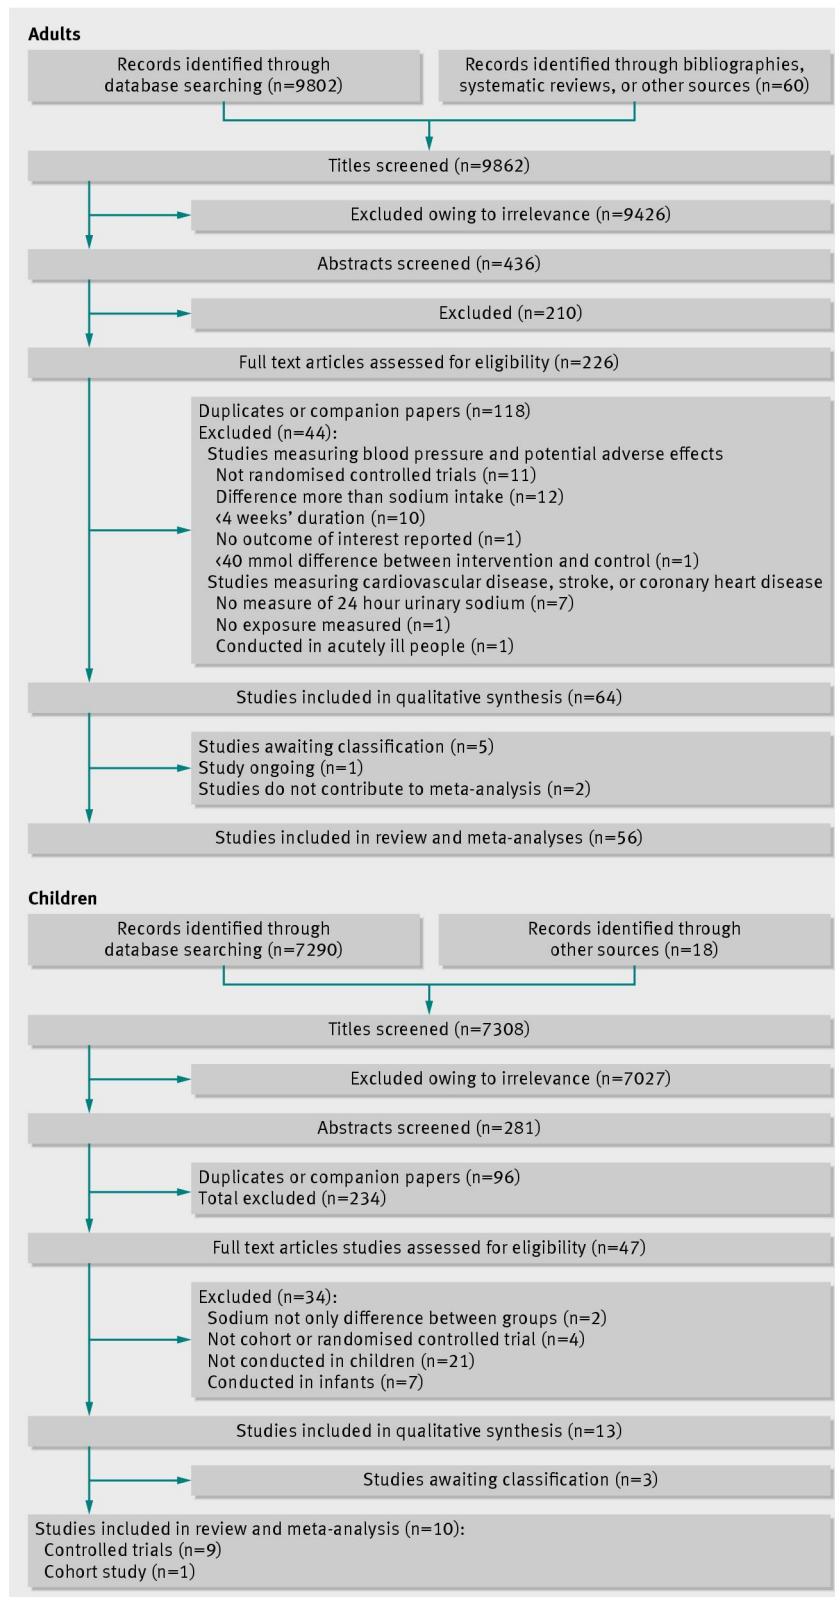 Adults
Records identified through
database searching (n=9802)
Records identified through bibliographies,
systematic reviews, or other sources (n=60)
Titles screened (n=9862)
Excluded owing to irrelevance (n=9426)
Abstracts screened (n=436)
Excluded (n=210)
Full text articles assessed for eligibility (n=226)
Duplicates or companion papers (n=118)
Excluded (n=44):
Studies measuring blood pressure and potential adverse effects
Not randomised controlled trials (n=11)
Difference more than sodium intake (n=12)
<4 weeks' duration (n=10)
No outcome of interest reported (n=1)
<40 mmol difference between intervention and control (n=1)
Studies measuring cardiovascular disease, stroke, or coronary heart disease
No measure of 24 hour urinary sodium (n=7)
No exposure measured (n=1)
Conducted in acutely ill people (n=1)
Studies included in qualitative synthesis (n=64)
Studies awaiting classification (n=5)
Study ongoing (n=1)
Studies do not contribute to meta-analysis (n=2)
Studies included in review and meta-analyses (n=56)
Children
Records identified through
database searching (n=7290)
Records identified through
other sources (n=18)
Titles screened (n=7308)
Excluded owing to irrelevance (n=7027)
Abstracts screened (n=281)
Duplicates or companion papers (n=96)
Total excluded (n=234)
Full text articles studies assessed for eligibility (n=47)
Excluded (n=34):
Sodium not only difference between groups (n=2)
Not cohort or randomised controlled trial (n=4)
Not conducted in children (n=21)
Conducted in infants (n=7)
Studies included in qualitative synthesis (n=13)
Studies awaiting classification (n=3)
Studies included in review and meta-analysis (n=10):
Controlled trials (n=9)
Cohort study (n=1)